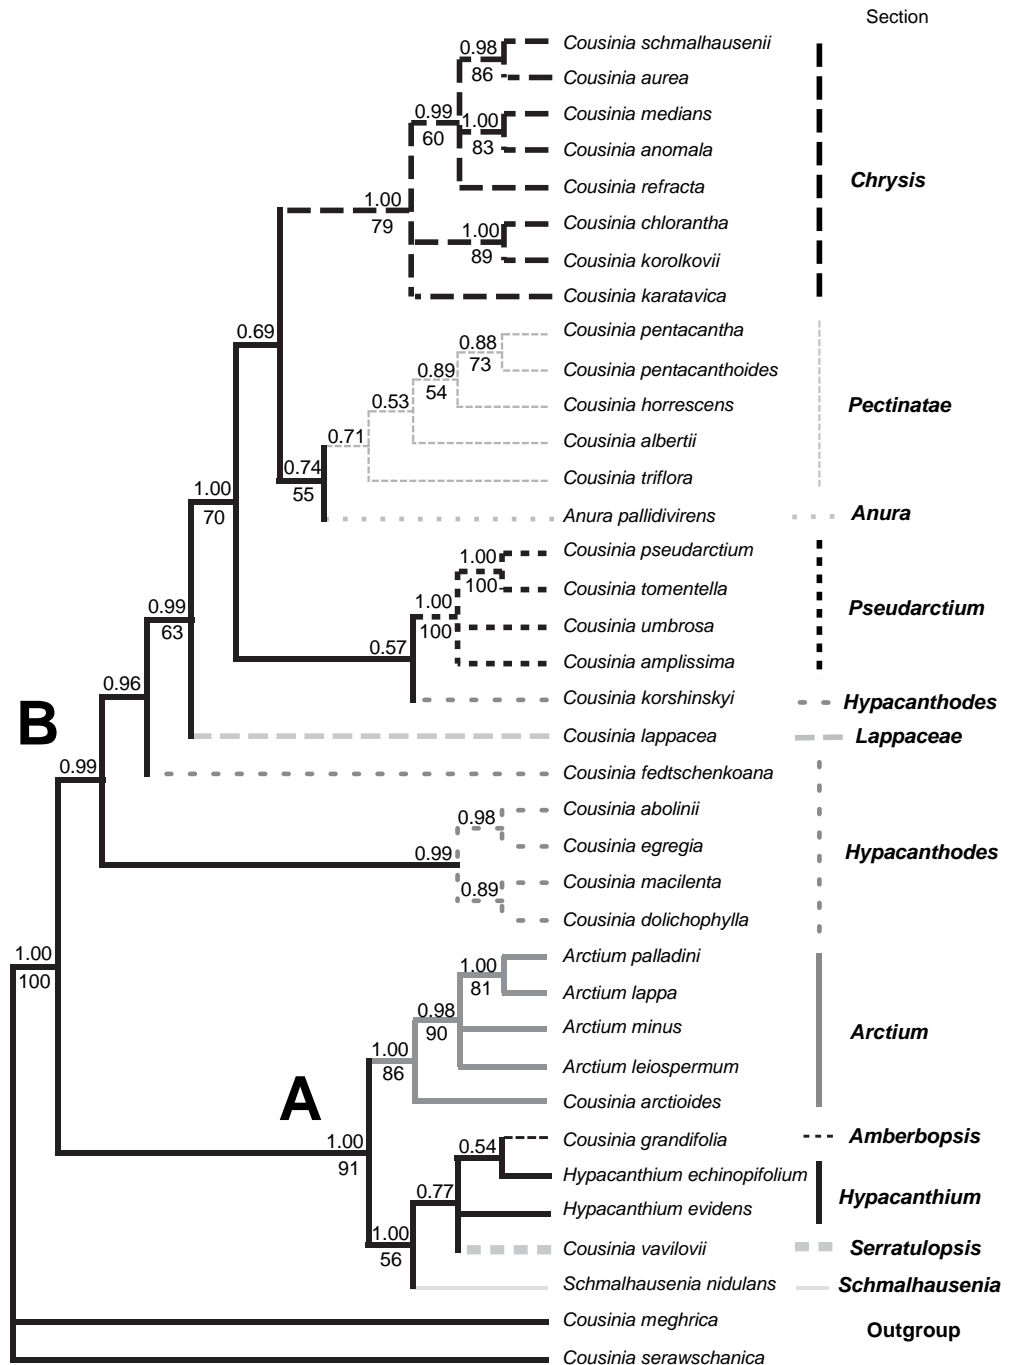 Section
Cousinia schmalhausenii
0.98
86
Cousinia aurea
Cousinia medians
0.99
1.00
60
83
Cousinia anomala
Chrysis
Cousinia refracta
1.00
79
Cousinia chlorantha
1.00
89
Cousinia korolkovii
Cousinia karatavica
0.69
Cousinia pentacantha
0.88
73
Cousinia pentacanthoides
0.89
54
0.53
Cousinia horrescens
Pectinatae
0.71
Cousinia albertii
0.74
55
Cousinia triflora
1.00
70
Anura pallidivirens
Anura
Cousinia pseudarctium
1.00
100
Cousinia tomentella
1.00
100
Pseudarctium
0.99
63
Cousinia umbrosa
0.57
Cousinia amplissima
0.96
Cousinia korshinskyi
Hypacanthodes
B
Cousinia lappacea
Lappaceae
0.99
Cousinia fedtschenkoana
Cousinia abolinii
0.98
Cousinia egregia
0.99
Hypacanthodes
Cousinia macilenta
0.89
Cousinia dolichophylla
1.00
100
Arctium palladini
1.00
81
Arctium lappa
0.98
90
Arctium minus
Arctium
1.00
86
Arctium leiospermum
A
Cousinia arctioides
1.00
91
Cousinia grandifolia
Amberbopsis
0.54
Hypacanthium echinopifolium
0.77
Hypacanthium
Hypacanthium evidens
1.00
56
Cousinia vavilovii
Serratulopsis
Schmalhausenia nidulans
Schmalhausenia
Cousinia meghrica
Outgroup
Cousinia serawschanica